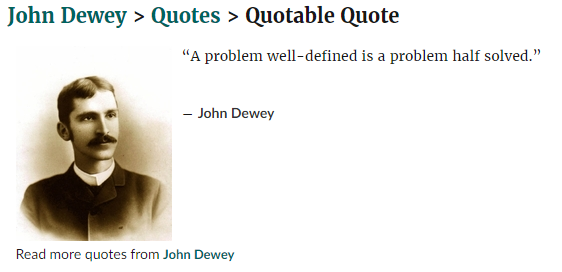 John Dewey > Quotes > Quotable Quote
“A problem well-defined is a problem half solved.”
— John Dewey
Read more quotes from John Dewey